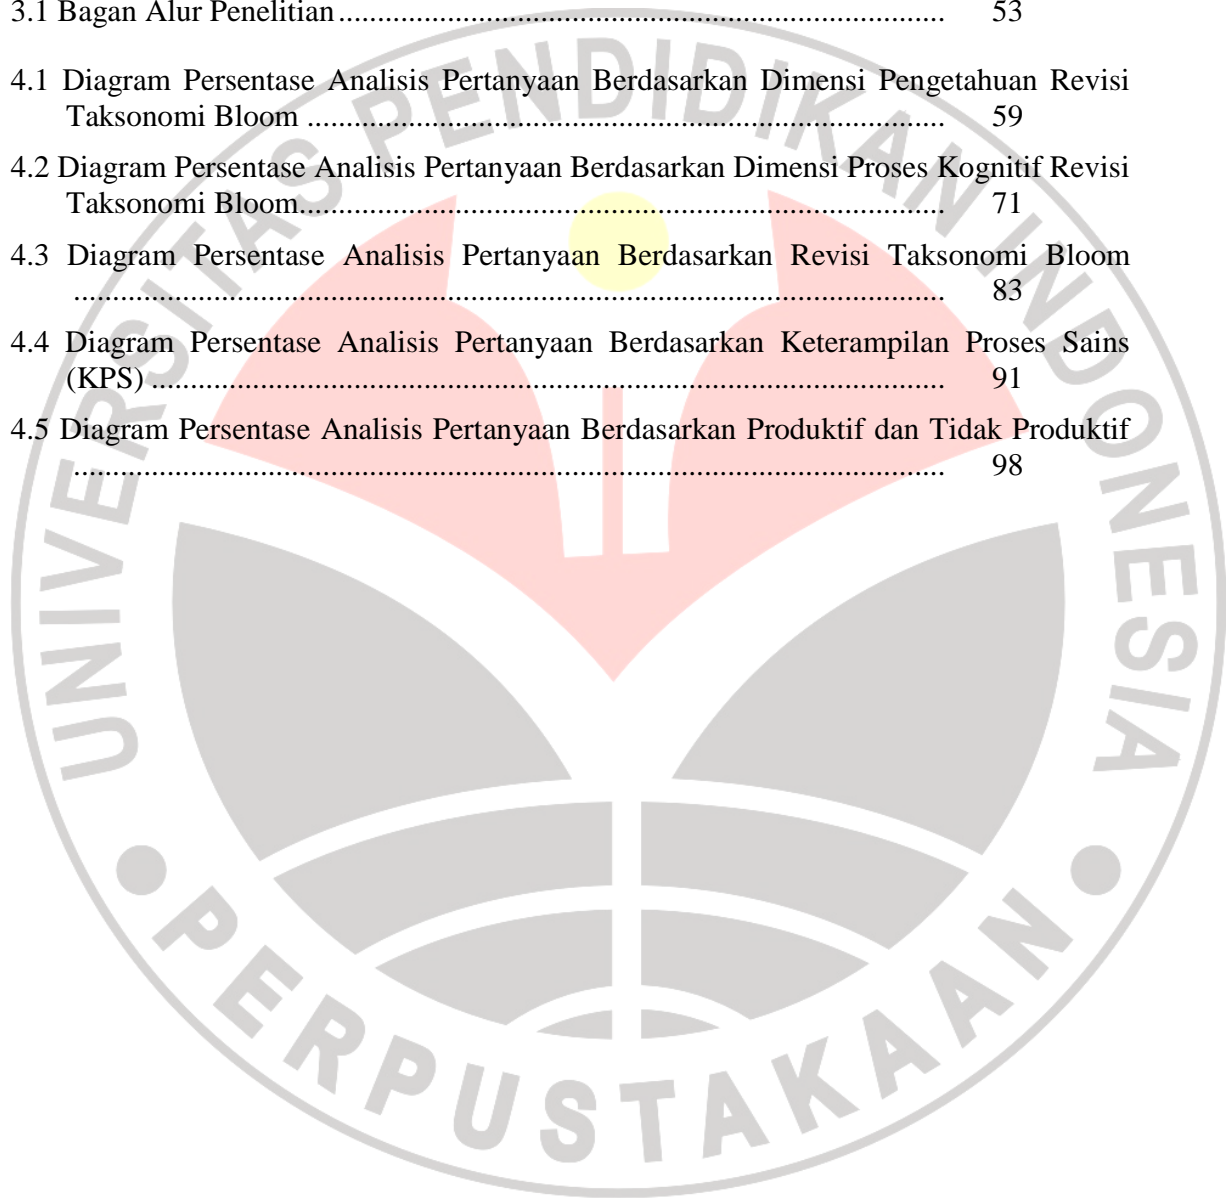 3.1 Bagan Alur Penelitian .............................................................................. 53
4.1 Diagram Persentase Analisis Pertanyaan Berdasarkan Dimensi Pengetahuan Revisi
Taksonomi Bloom .................................................................................. 59
4.2 Diagram Persentase Analisis Pertanyaan Berdasarkan Dimensi Proses Kognitif Revisi
Taksonomi Bloom................................................................................... 71
4.3 Diagram Persentase Analisis Pertanyaan Berdasarkan Revisi Taksonomi Bloom
................................................................................................................ 83
4.4 Diagram Persentase Analisis Pertanyaan Berdasarkan Keterampilan Proses Sains
(KPS) ...................................................................................................... 91
4.5 Diagram Persentase Analisis Pertanyaan Berdasarkan Produktif dan Tidak Produktif
................................................................................................................ 98
UNIVERSITAS PENDIDIKAN INDONESIA
PERPUSTAKAAN